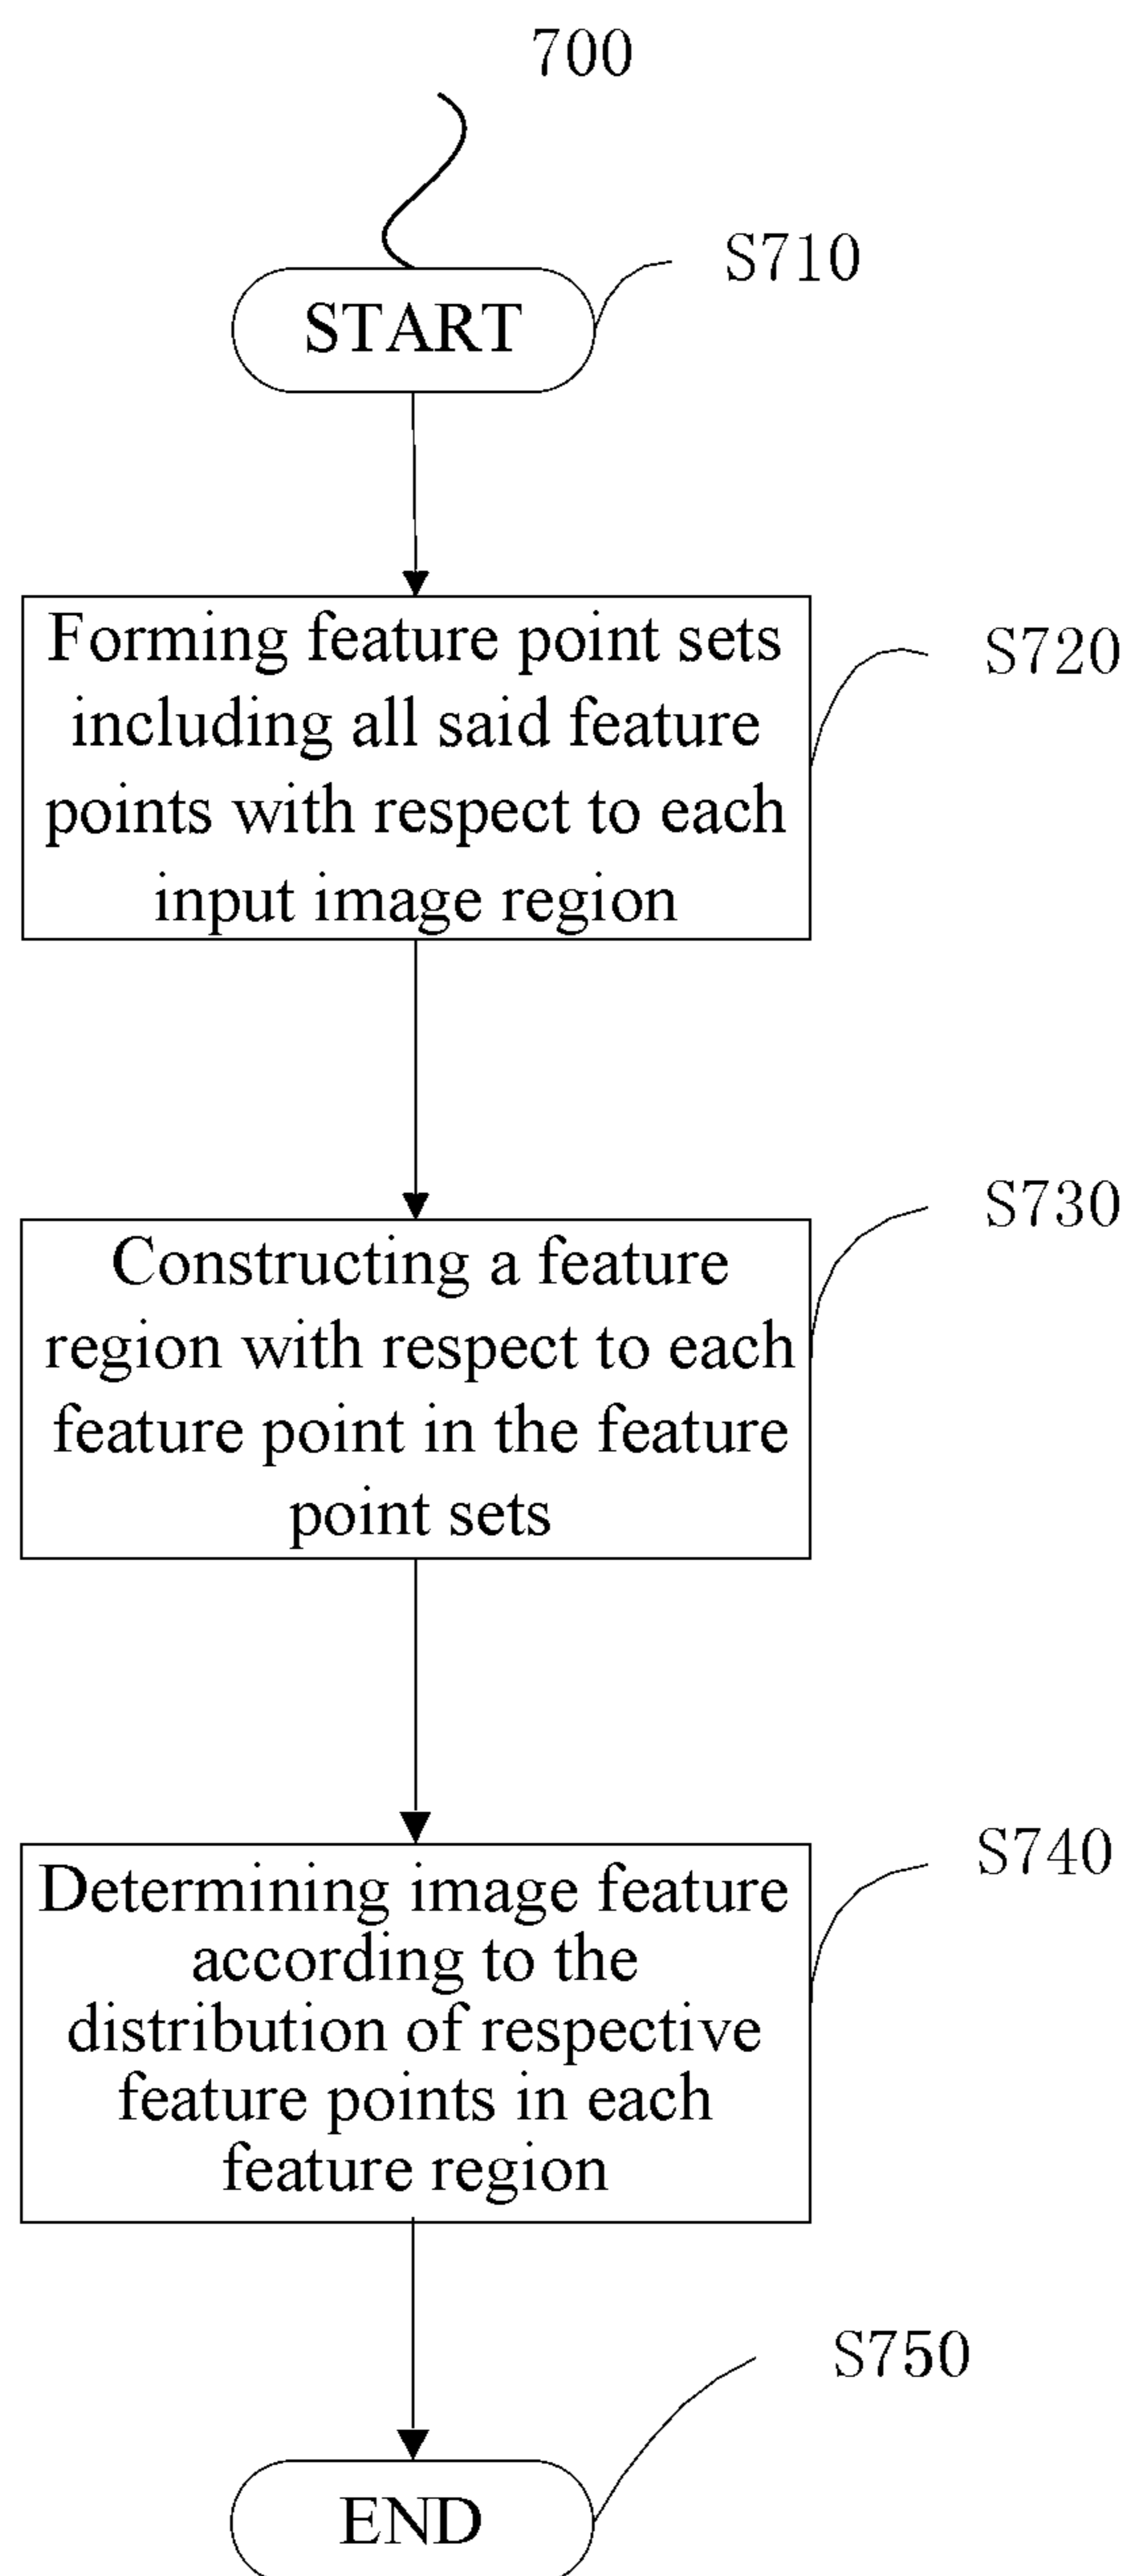 700
S710
START
Forming feature point sets
including all said feature
points with respect to each
input image region
S720
S730
Constructing a feature
region with respect to each
feature point in the feature
point sets
S740
Determining image feature
according to the
distribution of respective
feature points in each
feature region
S750
END